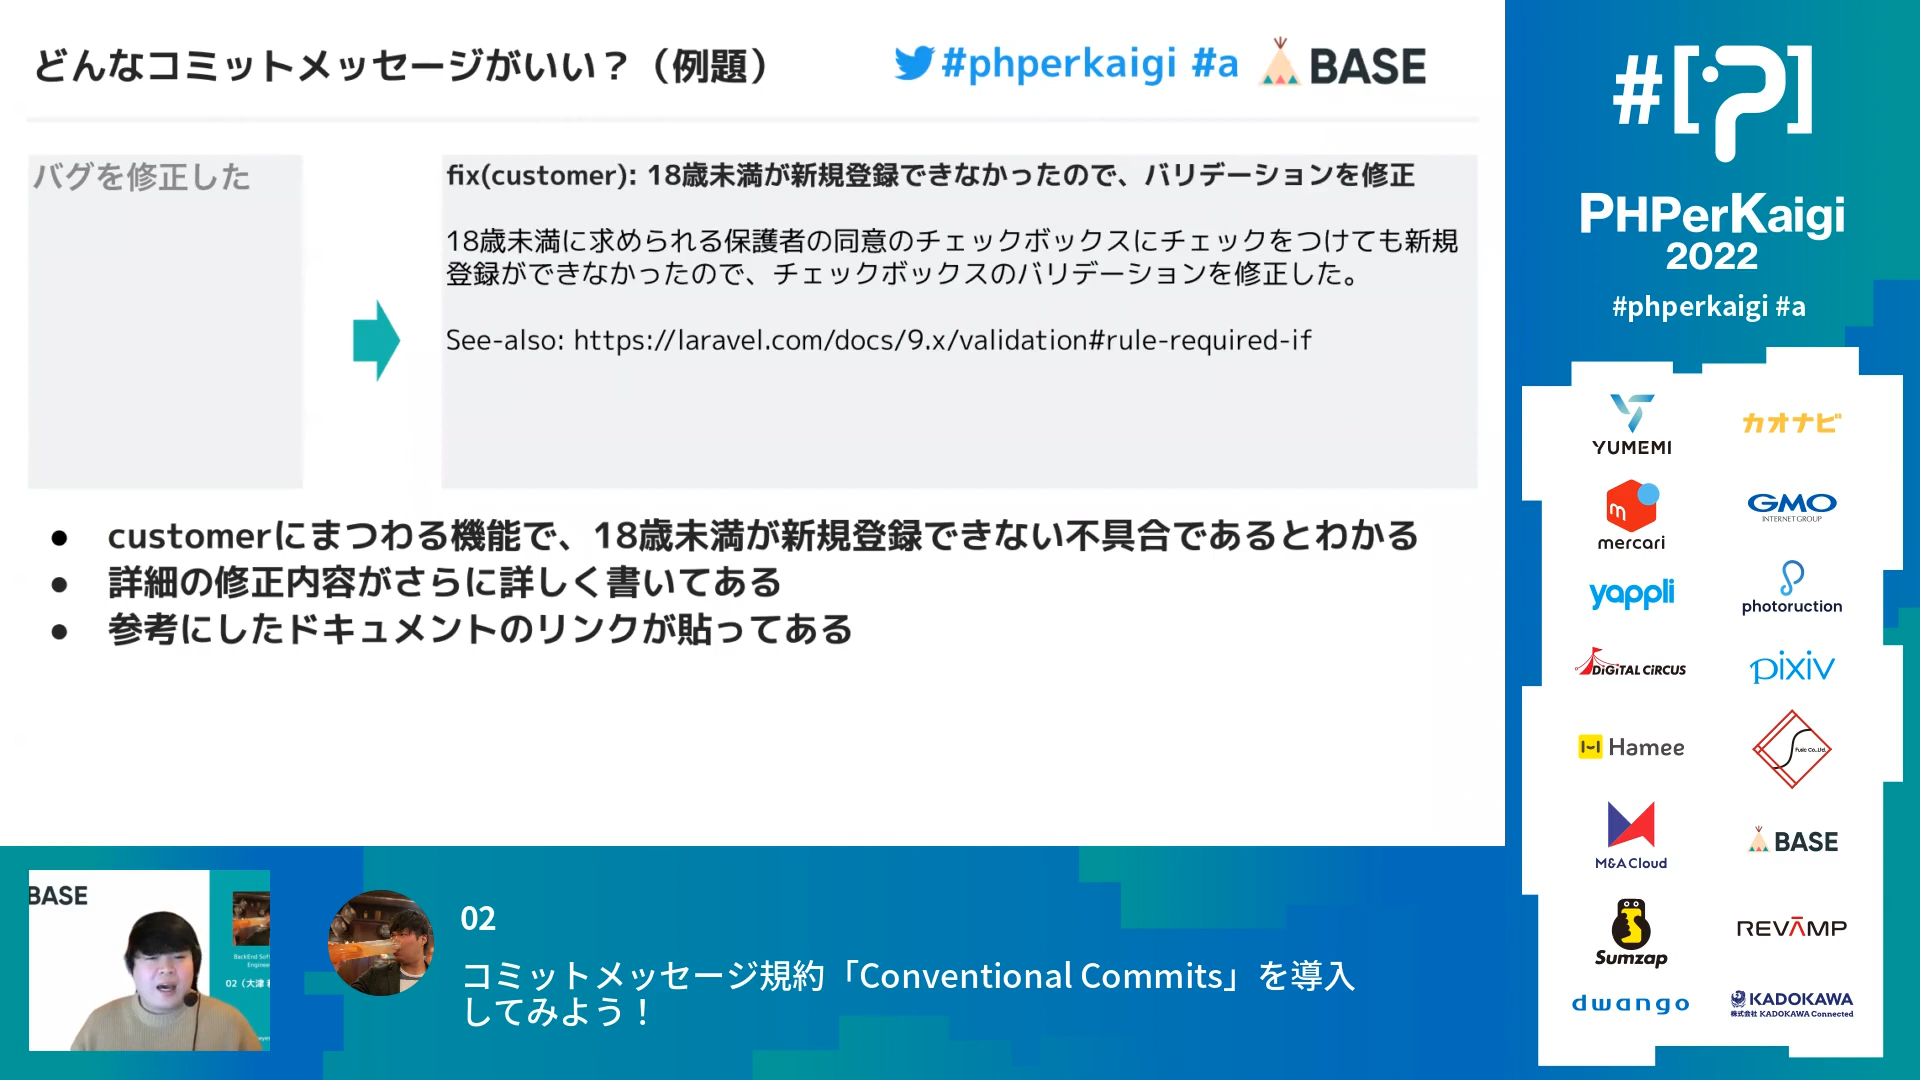 どんなコミットメッセージがいい？（例題）
#phperkaigi #a
BASE
バグを修正した
fix(customer): 18歳未満が新規登録できなかったので、バリデーションを修正
18歳未満に求められる保護者の同意のチェックボックスにチェックをつけても新規
登録ができなかったので、チェックボックスのバリデーションを修正した。
See-also: https://laravel.com/docs/9.x/validation#rule-required-if
● customerにまつわる機能で、18歳未満が新規登録できない不具合であるとわかる
● 詳細の修正内容がさらに詳しく書いてある
● 参考にしたドキュメントのリンクが貼ってある
BASE
BackEnd Sof
Enginee
02（大津
02
コミットメッセージ規約「Conventional Commits」を導入
してみよう！
#[?]
PHPerKaigi
2022
#phperkaigi #a
YUMEMI
カオナビ
mercari
GMO
INTERNET GROUP
yappli
photoruction
DiGiTAL CiRCUS
pixiv
Hamee
Fusic Co.,Ltd.
M&A Cloud
BASE
Sumzap
REVAMP
dwango
KADOKAWA
株式会社 KADOKAWA Connected